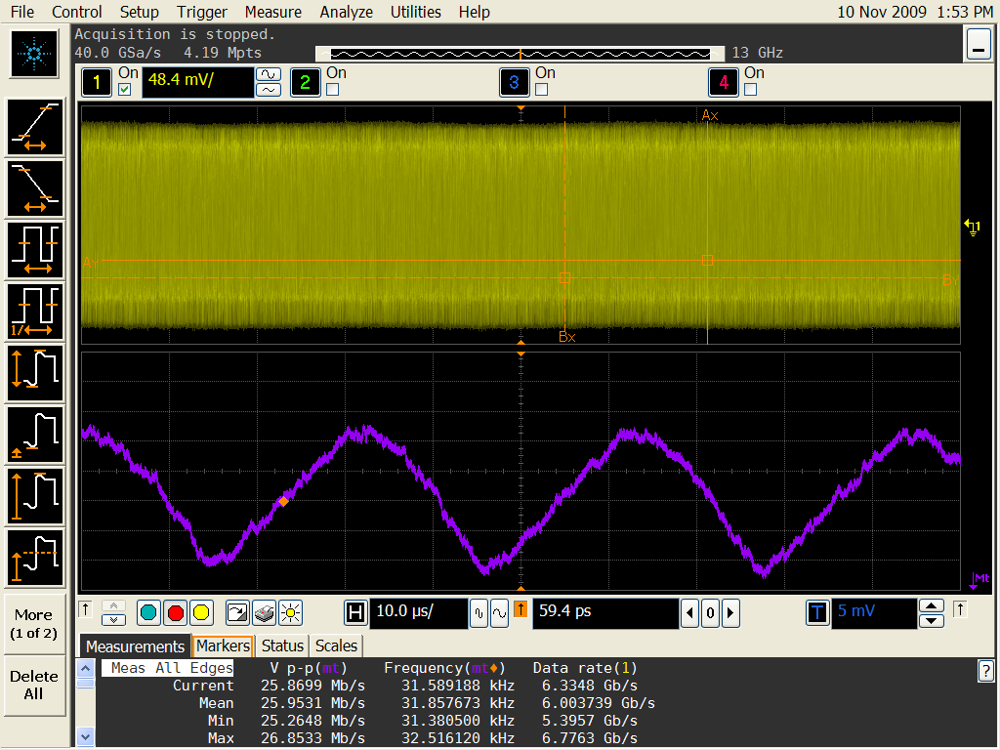 File Control Setup Trigger Measure Analyze Utilities Help 10 Nov 2009 1:53 PM
Acquisition is stopped.
40.0 GSa/s 4.19 Mpts 13 GHz
1 On 48.4 mV/ 2 On 3 On 4 On
Ax
1
Ay
By
Bx
1/
Mt
More
(1 of 2)
H 10.0 µs/ 59.4 ps 0 T 5 mV
Measurements Markers Status Scales
Delete
All
Meas All Edges V p-p(mt) Frequency(mt♦) Data rate(1) ?
Current 25.8699 Mb/s 31.589188 kHz 6.3348 Gb/s
Mean 25.9531 Mb/s 31.857673 kHz 6.003739 Gb/s
Min 25.2648 Mb/s 31.380500 kHz 5.3957 Gb/s
Max 26.8533 Mb/s 32.516120 kHz 6.7763 Gb/s